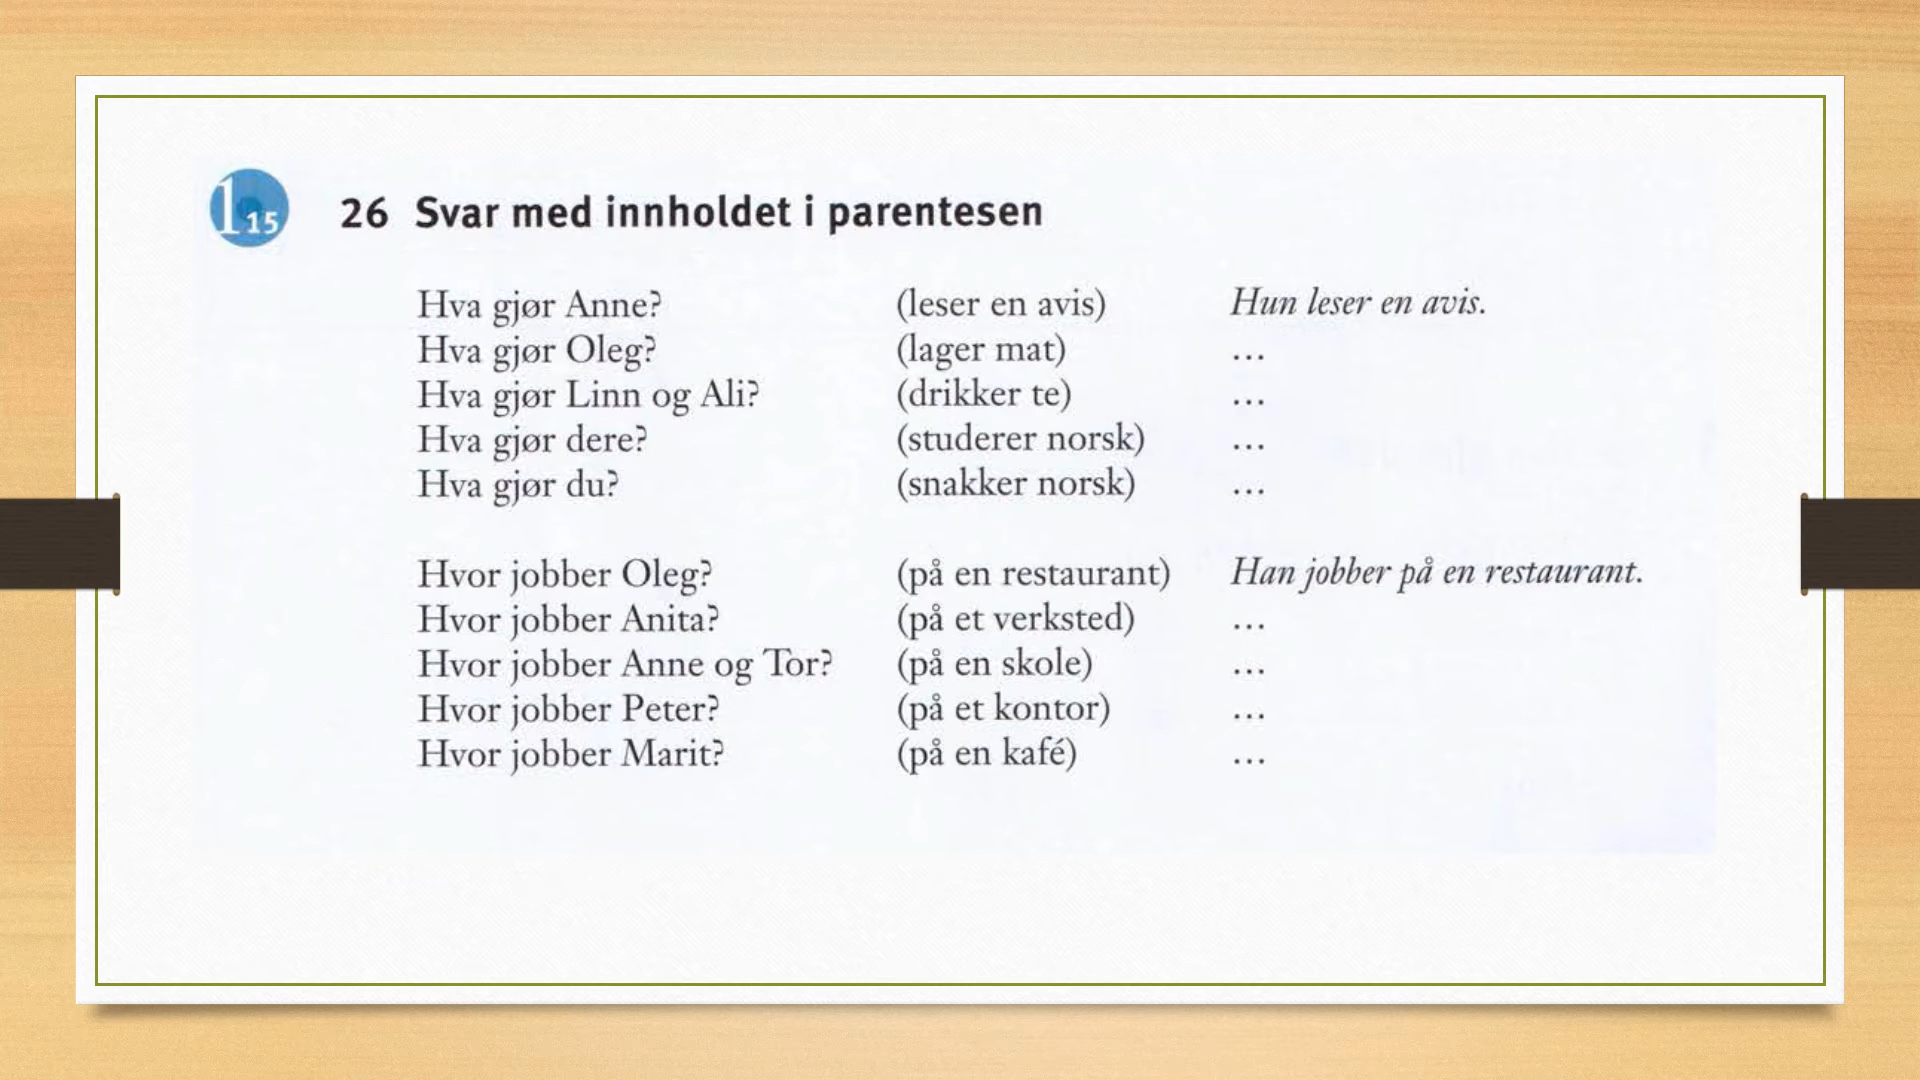 1 15 26 Svar med innholdet i parentesen
Hva gjør Anne? (leser en avis) Hun leser en avis.
Hva gjør Oleg? (lager mat) ...
Hva gjør Linn og Ali? (drikker te) ...
Hva gjør dere? (studerer norsk) ...
Hva gjør du? (snakker norsk) ...
Hvor jobber Oleg? (på en restaurant) Han jobber på en restaurant.
Hvor jobber Anita? (på et verksted) ...
Hvor jobber Anne og Tor? (på en skole) ...
Hvor jobber Peter? (på et kontor) ...
Hvor jobber Marit? (på en kafé) ...